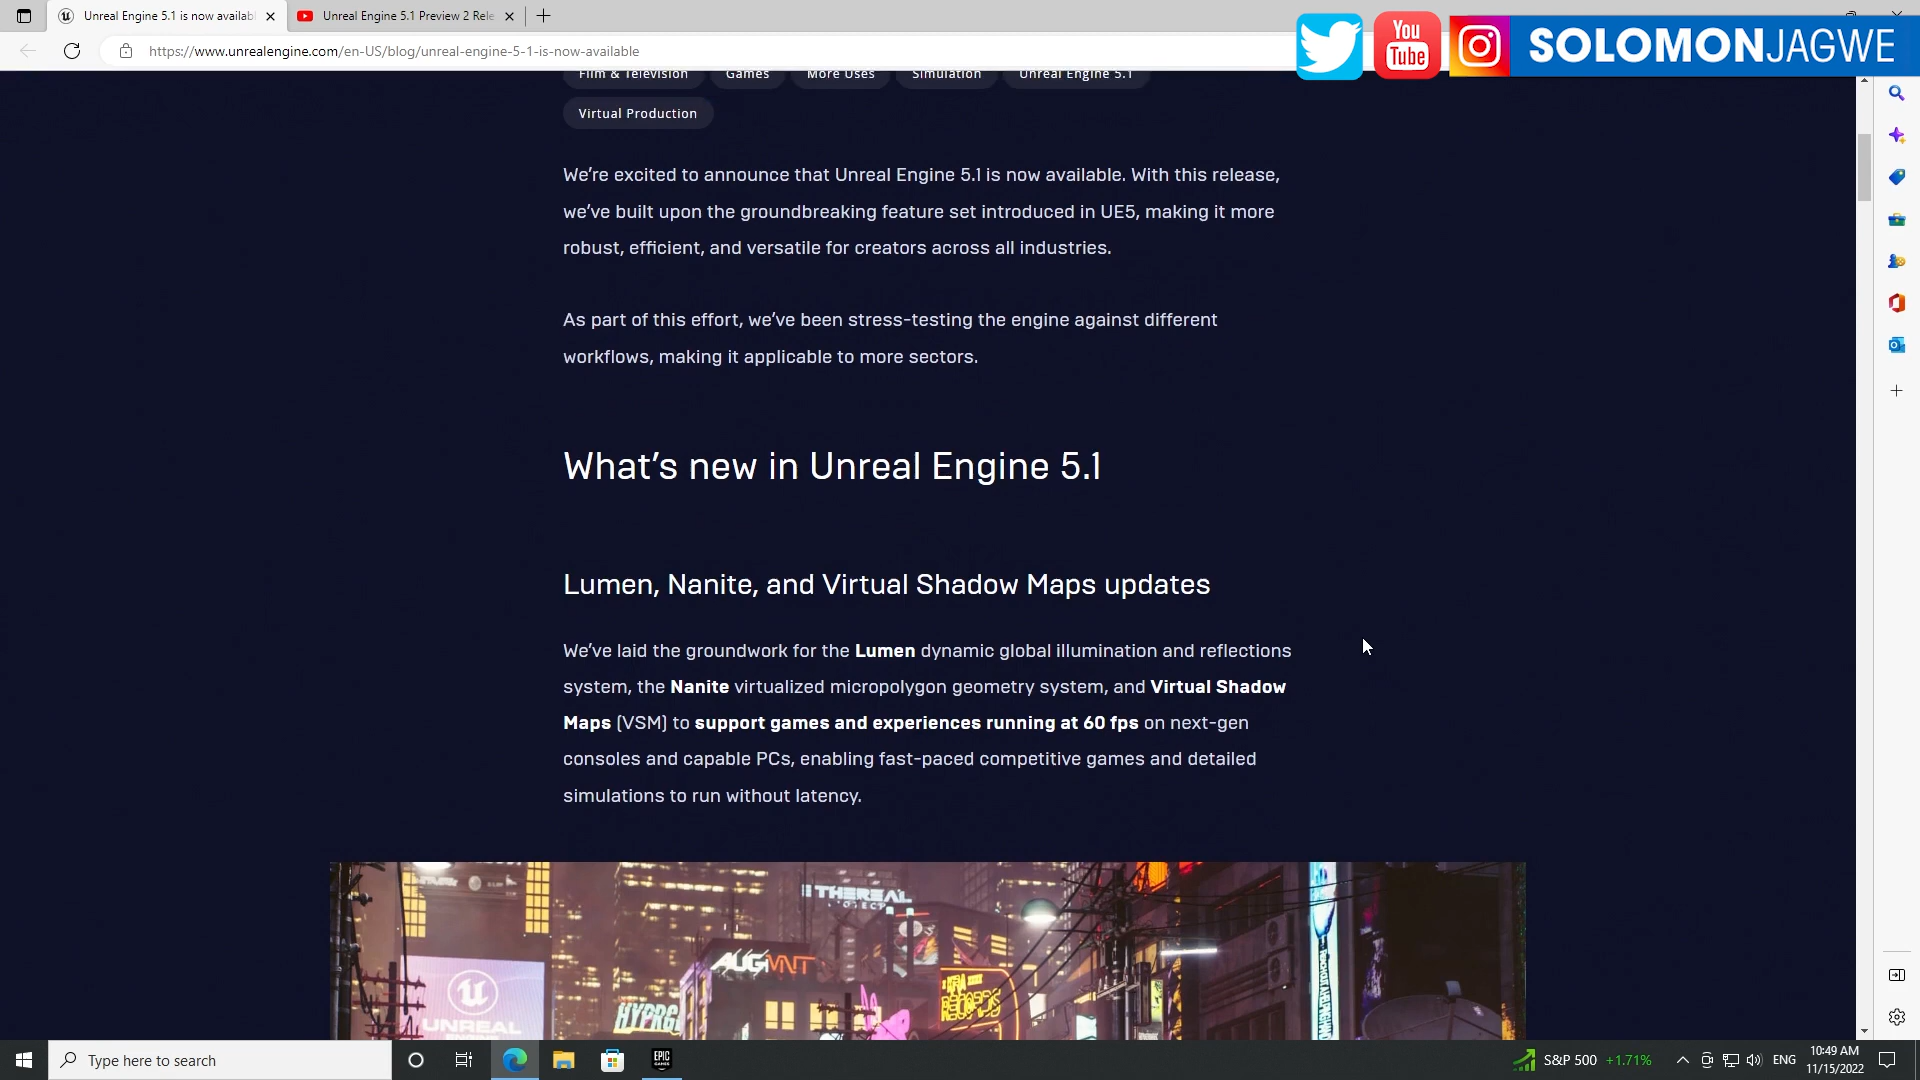 Unreal Engine 5.1 is now availab
Unreal Engine 5.1 Preview 2 Rele
https://www.unrealengine.com/en-US/blog/unreal-engine-5-1-is-now-available
You
Tube
SOLOMONJAGWE
Film & Television
Games
More Uses
Simulation
Unreal Engine 5.1
Virtual Production
We’re excited to announce that Unreal Engine 5.1 is now available. With this release,
we’ve built upon the groundbreaking feature set introduced in UE5, making it more
robust, efficient, and versatile for creators across all industries.
As part of this effort, we’ve been stress-testing the engine against different
workflows, making it applicable to more sectors.
What’s new in Unreal Engine 5.1
Lumen, Nanite, and Virtual Shadow Maps updates
We’ve laid the groundwork for the Lumen dynamic global illumination and reflections
system, the Nanite virtualized micropolygon geometry system, and Virtual Shadow
Maps (VSM) to support games and experiences running at 60 fps on next-gen
consoles and capable PCs, enabling fast-paced competitive games and detailed
simulations to run without latency.
AUGMNT
RECORDS
UNREAL
Type here to search
EPIC
GAMES
S&P 500 +1.71%
ENG
10:49 AM
11/15/2022